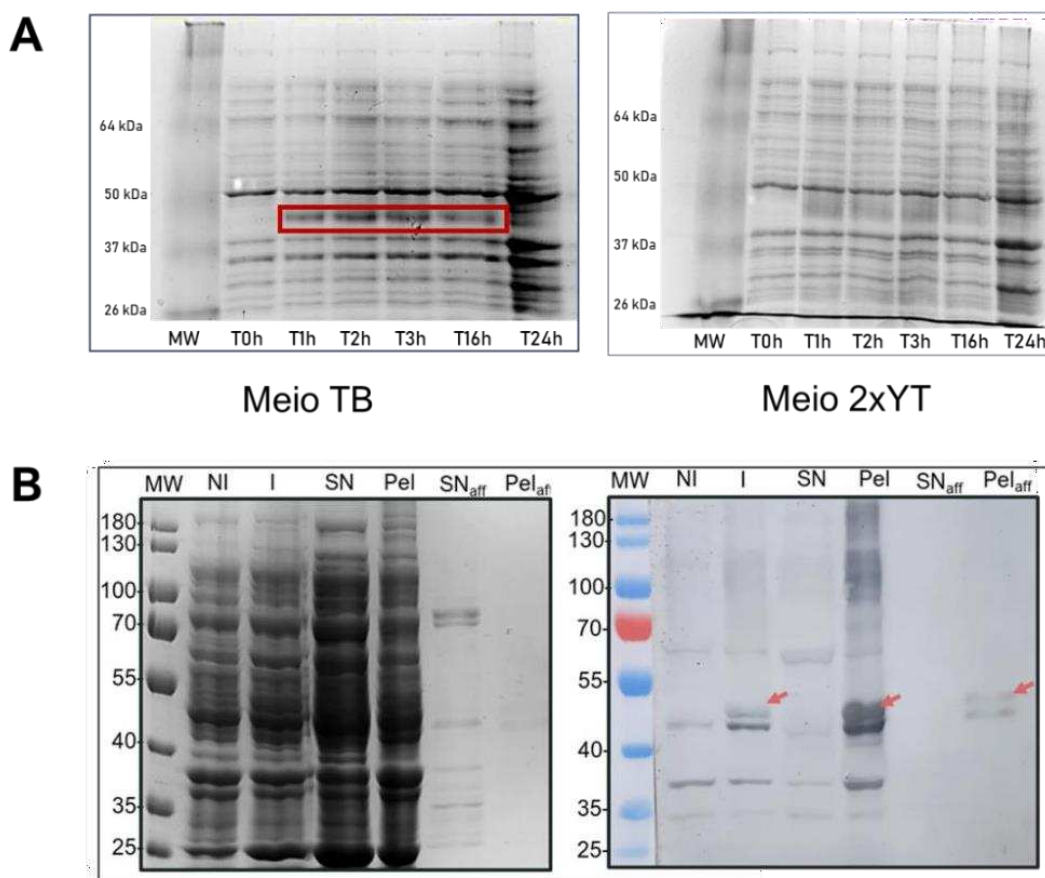 A
64 kDa
50 kDa
37 kDa
26 kDa
MW T0h T1h T2h T3h T16h T24h
Meio TB
64 kDa
50 kDa
37 kDa
26 kDa
MW T0h T1h T2h T3h T16h T24h
Meio 2xYT
B
MW NI I SN Pel SNaff Pelaf
180
130
100
70
55
40
35
25
MW NI I SN Pel SNaff Pelaff
180
130
100
70
55
40
35
25